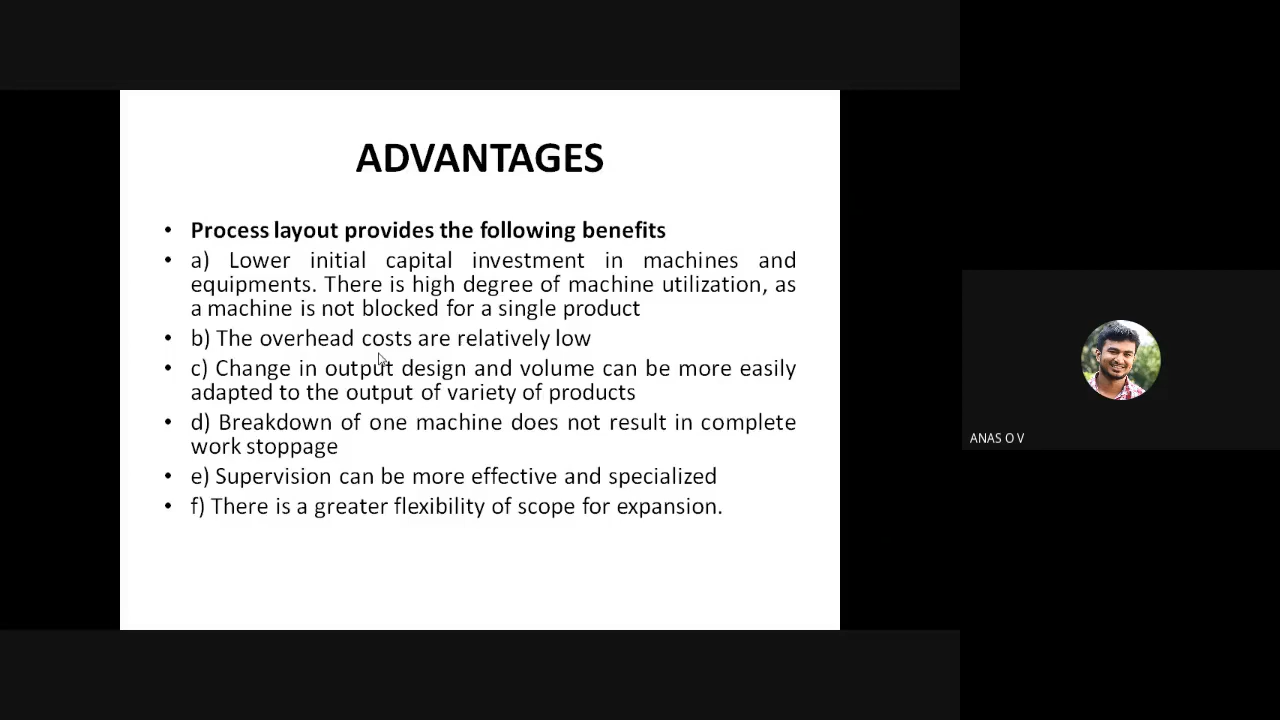 ADVANTAGES
• Process layout provides the following benefits
• a) Lower initial capital investment in machines and
equipments. There is high degree of machine utilization, as
a machine is not blocked for a single product
• b) The overhead costs are relatively low
• c) Change in output design and volume can be more easily
adapted to the output of variety of products
• d) Breakdown of one machine does not result in complete
work stoppage
• e) Supervision can be more effective and specialized
• f) There is a greater flexibility of scope for expansion.
ANAS O V